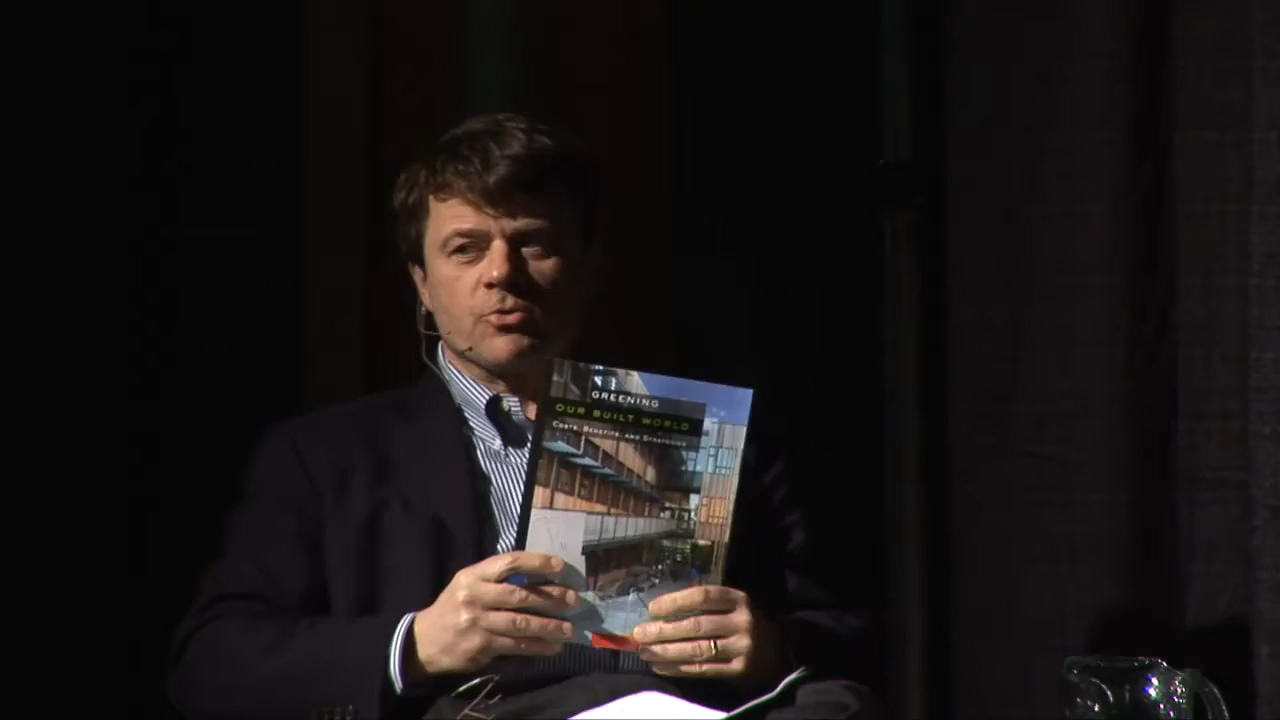 GREENING
OUR BUILT WORLD
COSTS, BENEFITS, AND STRATEGIES